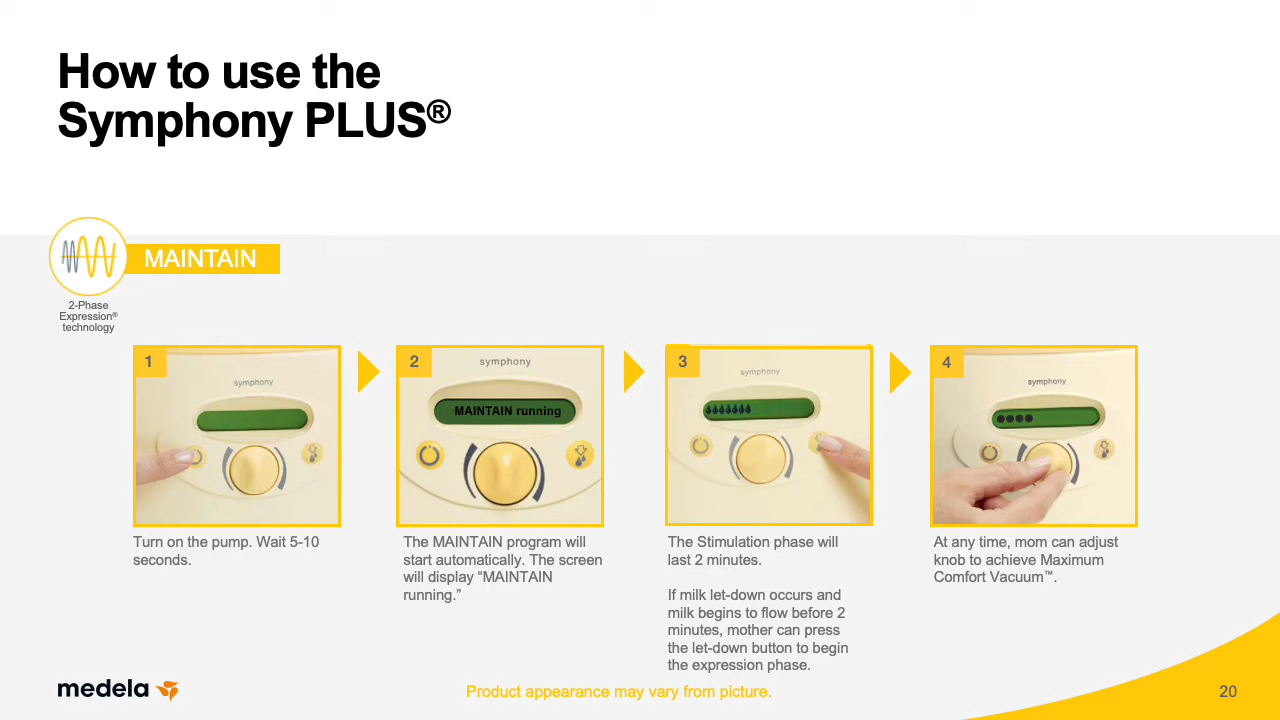 How to use the
Symphony PLUS®
MAINTAIN
2-Phase
Expression®
technology
1
symphony
2
symphony
MAINTAIN running
3
symphony
4
symphony
Turn on the pump. Wait 5-10
seconds.
The MAINTAIN program will
start automatically. The screen
will display “MAINTAIN
running.”
The Stimulation phase will
last 2 minutes.
If milk let-down occurs and
milk begins to flow before 2
minutes, mother can press
the let-down button to begin
the expression phase.
At any time, mom can adjust
knob to achieve Maximum
Comfort Vacuum™.
medela
Product appearance may vary from picture.
20